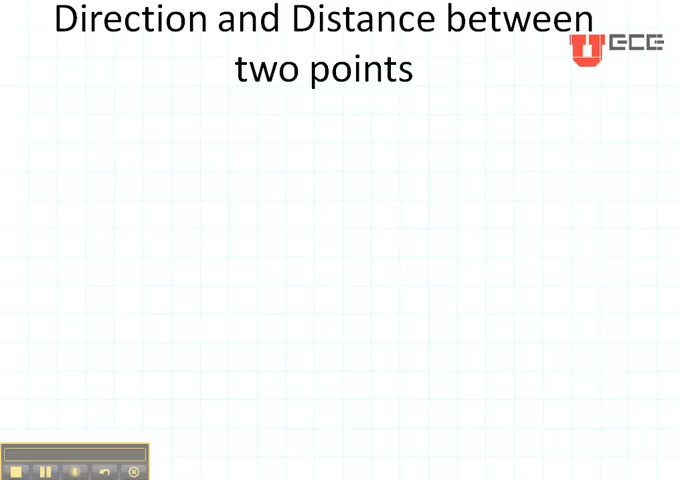 Direction and Distance between
two points
U ECE